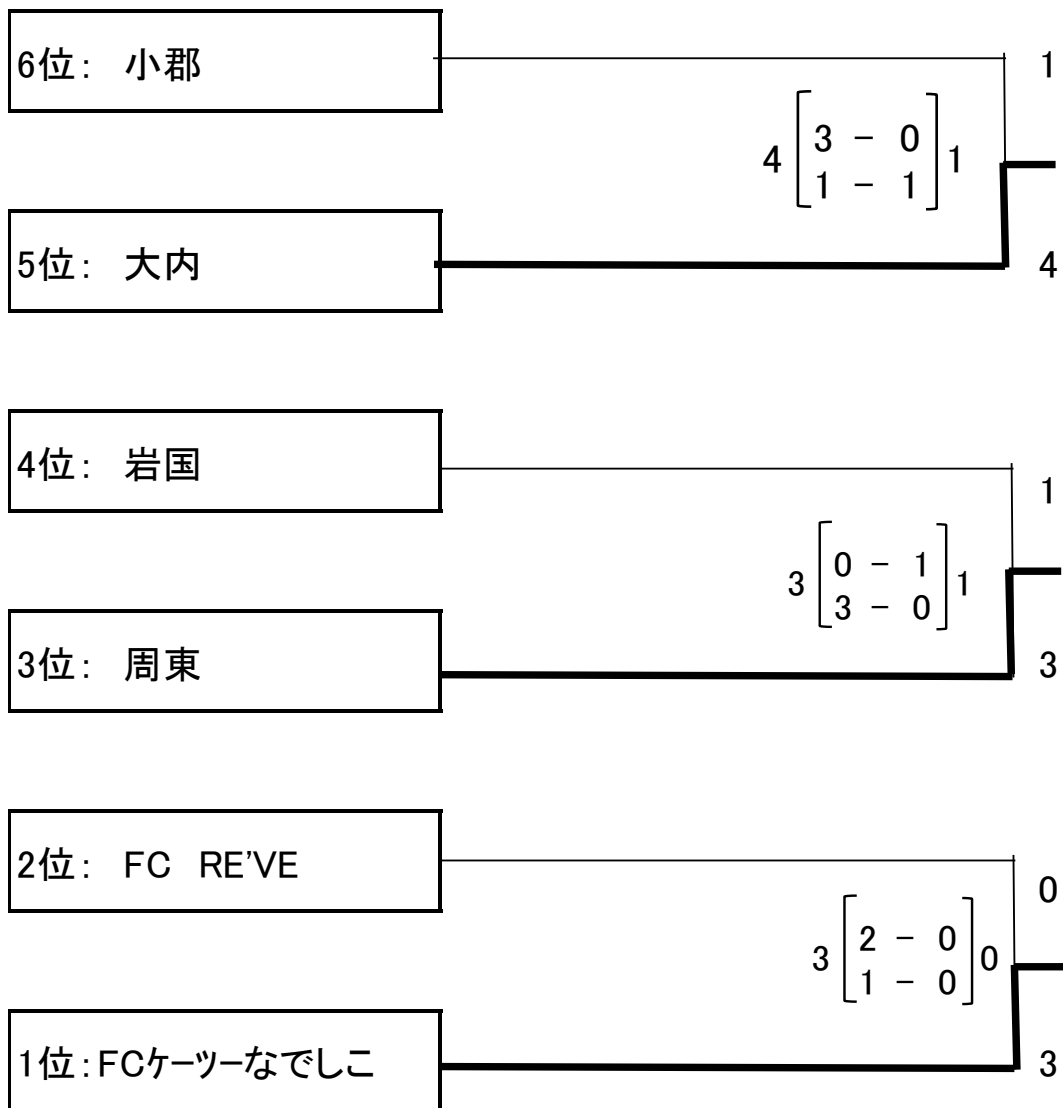 6位： 小郡
1
4 3 - 0 1
1 - 1
5位： 大内
4
4位： 岩国
1
3 0 - 1 1
3 - 0
3位： 周東
3
2位： FC RE'VE
0
3 2 - 0 0
1 - 0
1位：FCケーツーなでしこ
3